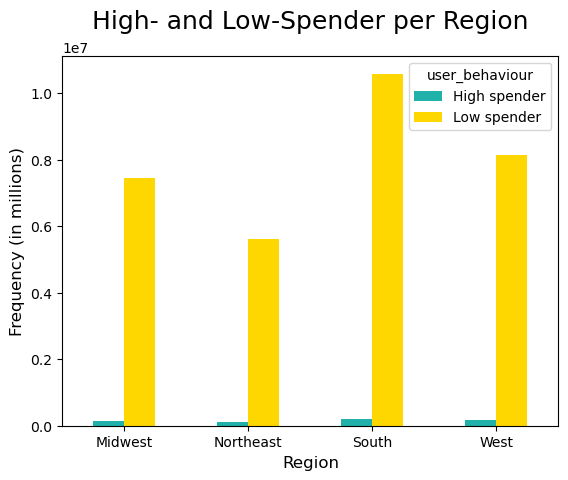 High- and Low-Spender per Region
1e7
user_behaviour
High spender
Low spender
1.0
0.8
0.6
0.4
0.2
0.0
Frequency (in millions)
Midwest Northeast South West
Region